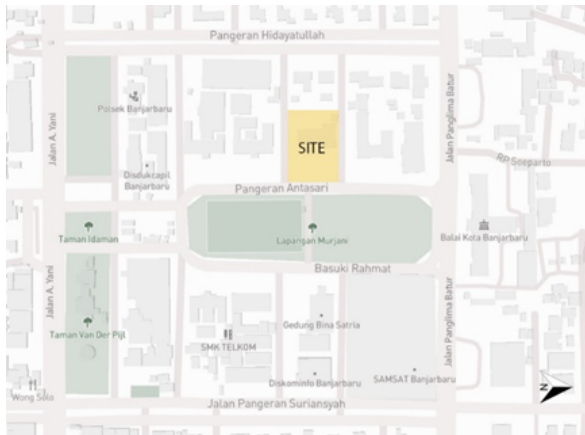 Pangeran Hidayatullah
Jalan A. Yani
Polsek Banjarbaru
SITE
Jalan Panglima Batur
RP Soeparto
Disdukcapil
Banjarbaru
Pangeran Antasari
Taman Idaman
Lapangan Murjani
Balai Kota Banjarbaru
Basuki Rahmat
Jalan A. Yani
Taman Van Der Pijl
Gedung Bina Satria
SMK TELKOM
Jalan Panglima Batur
Diskominfo Banjarbaru
SAMSAT Banjarbaru
Wong Solo
Jalan Pangeran Suriansyah
N